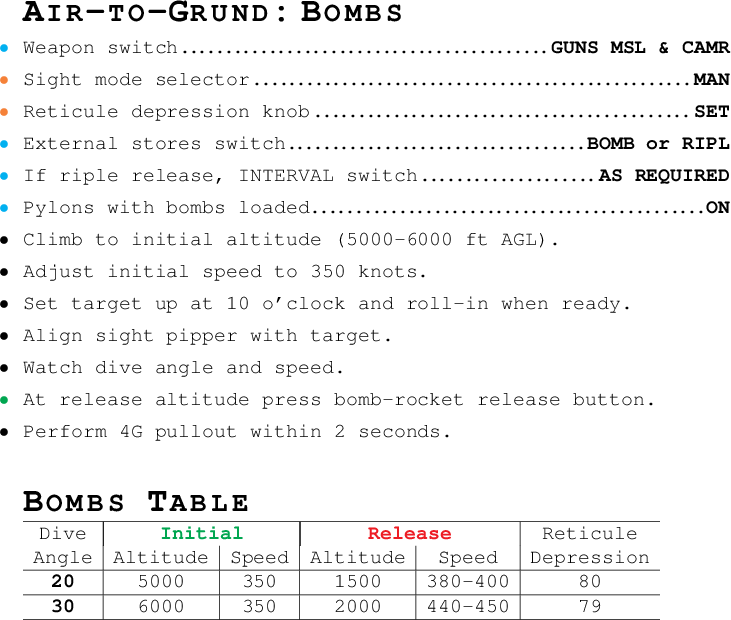 AIR-TO-GRUND: BOMBS
• Weapon switch........................................GUNS MSL & CAMR
• Sight mode selector................................................MAN
• Reticule depression knob..........................................SET
• External stores switch.................................BOMB or RIPL
• If riple release, INTERVAL switch....................AS REQUIRED
• Pylons with bombs loaded............................................ON
• Climb to initial altitude (5000-6000 ft AGL).
• Adjust initial speed to 350 knots.
• Set target up at 10 o’clock and roll-in when ready.
• Align sight pipper with target.
• Watch dive angle and speed.
• At release altitude press bomb-rocket release button.
• Perform 4G pullout within 2 seconds.
BOMBS TABLE
Dive Initial Release Reticule
Angle Altitude Speed Altitude Speed Depression
20 5000 350 1500 380-400 80
30 6000 350 2000 440-450 79